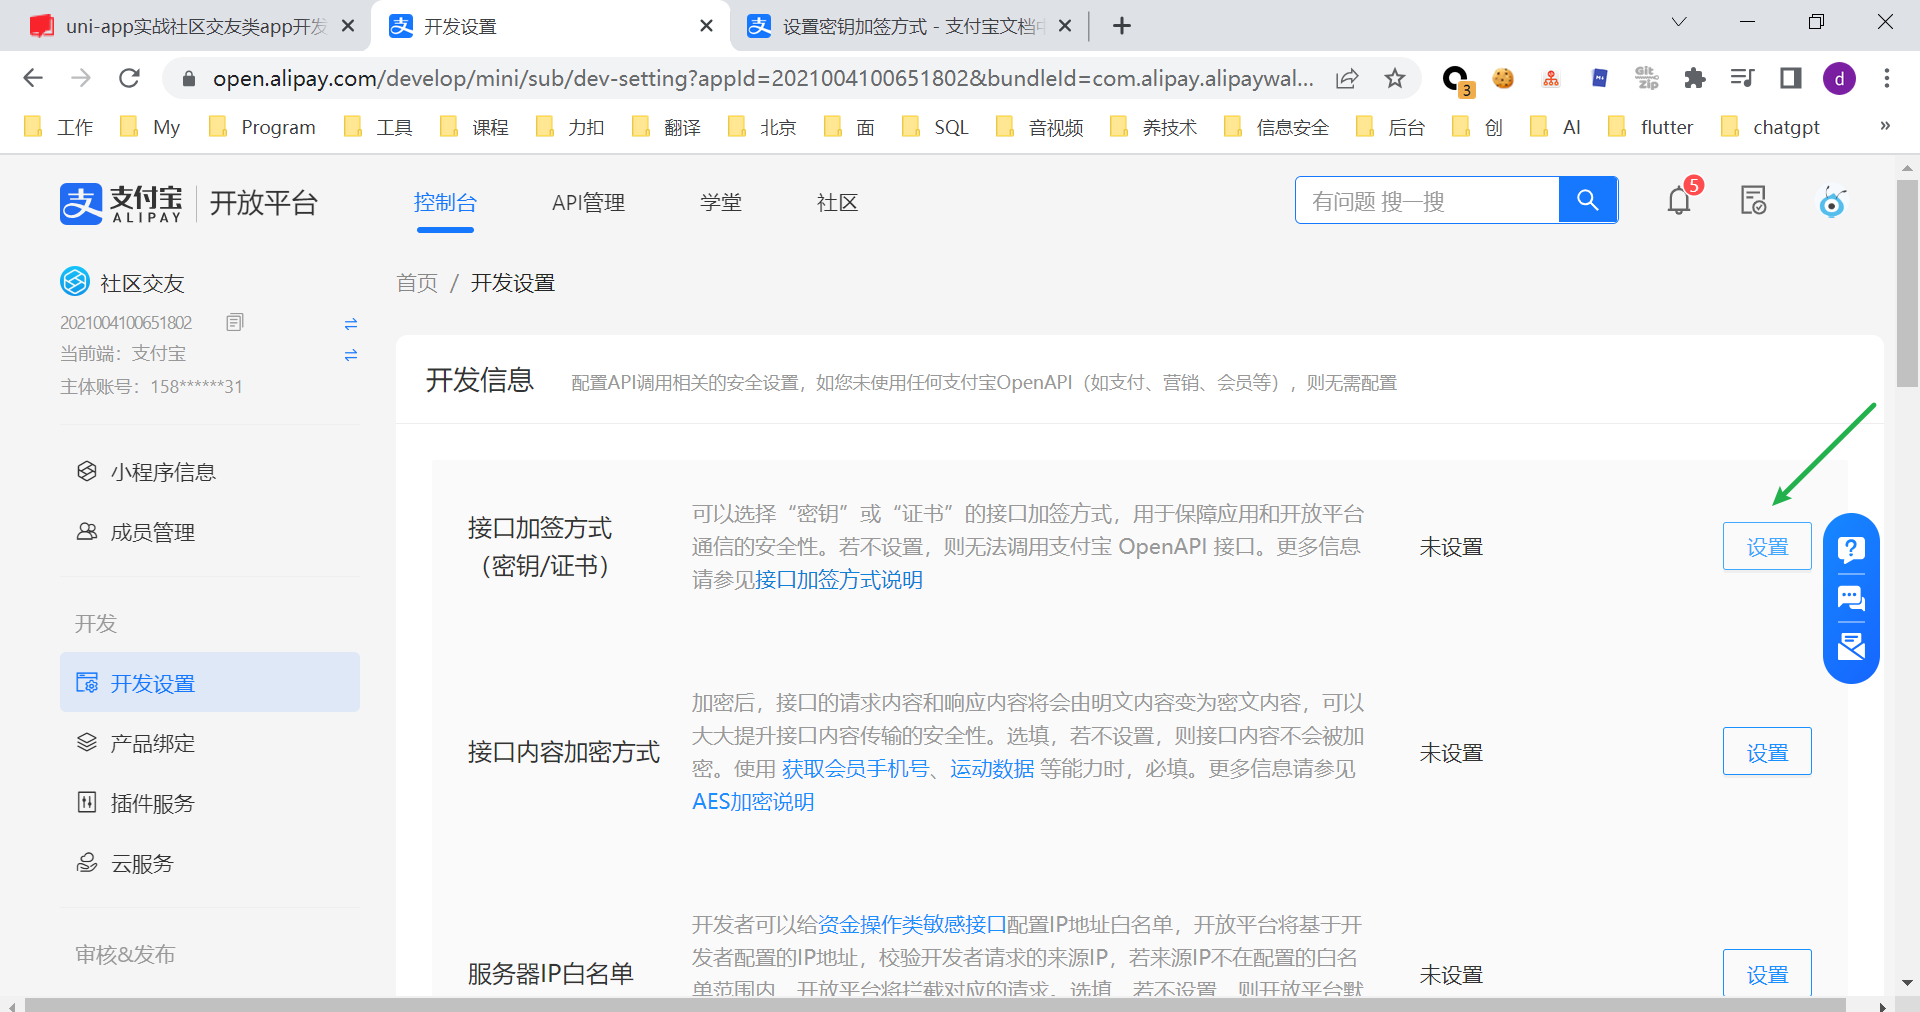 uni-app实战社区交友类app开发
开发设置
设置密钥加签方式 - 支付宝文档中
open.alipay.com/develop/mini/sub/dev-setting?appId=2021004100651802&bundleId=com.alipay.alipaywal...
3
Git Zip
d
工作
My
Program
工具
课程
力扣
翻译
北京
面
SQL
音视频
养技术
信息安全
后台
创
AI
flutter
chatgpt
»
支 支付宝 ALIPAY
开放平台
控制台
API管理
学堂
社区
有问题 搜一搜
5
社区交友
2021004100651802
当前端：支付宝
主体账号：158******31
小程序信息
成员管理
开发
开发设置
产品绑定
插件服务
云服务
审核&发布
首页 / 开发设置
开发信息
配置API调用相关的安全设置，如您未使用任何支付宝OpenAPI（如支付、营销、会员等），则无需配置
接口加签方式
（密钥/证书）
可以选择“密钥”或“证书”的接口加签方式，用于保障应用和开放平台
通信的安全性。若不设置，则无法调用支付宝 OpenAPI 接口。更多信息
请参见接口加签方式说明
未设置
设置
接口内容加密方式
加密后，接口的请求内容和响应内容将会由明文内容变为密文内容，可以
大大提升接口内容传输的安全性。选填，若不设置，则接口内容不会被加
密。使用 获取会员手机号、运动数据 等能力时，必填。更多信息请参见
AES加密说明
未设置
设置
服务器IP白名单
开发者可以给资金操作类敏感接口配置IP地址白名单，开放平台将基于开
发者配置的IP地址，校验开发者请求的来源IP，若来源IP不在配置的白名
单范围内，开放平台将拦截对应的请求。选填，若不设置，则开放平台默
未设置
设置